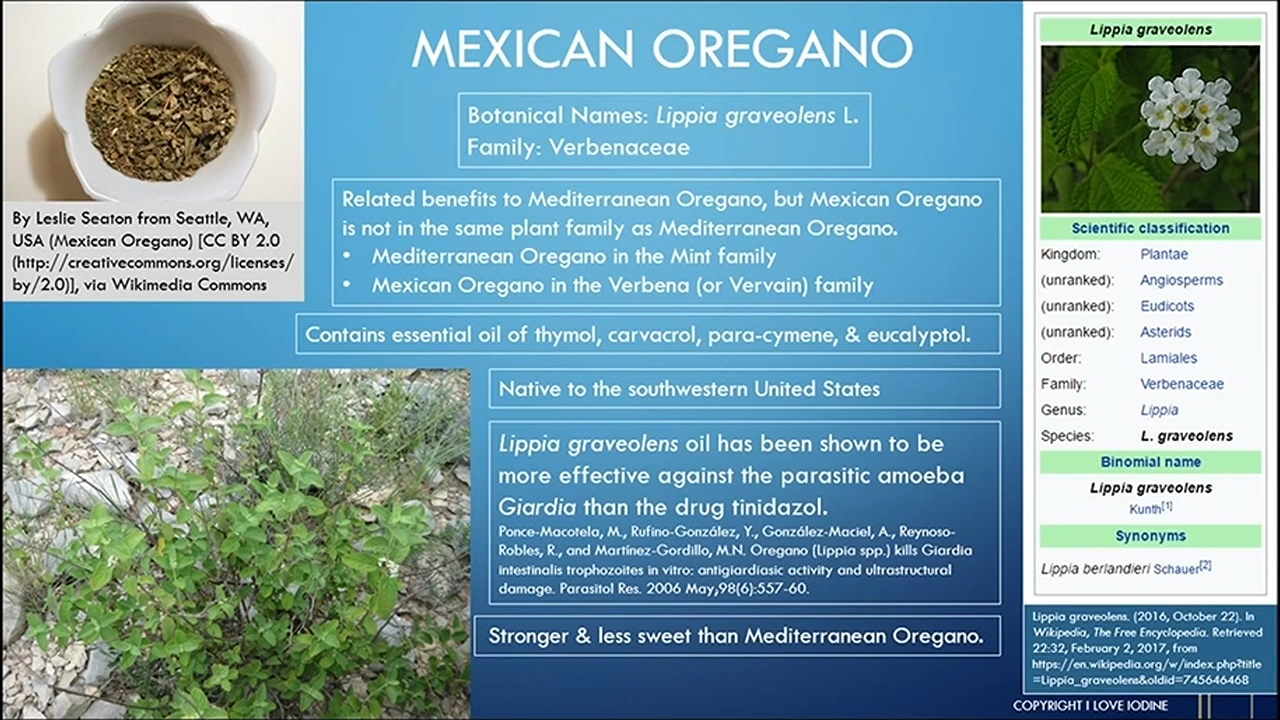 MEXICAN OREGANO
Botanical Names: Lippia graveolens L.
Family: Verbenaceae
Related benefits to Mediterranean Oregano, but Mexican Oregano
is not in the same plant family as Mediterranean Oregano.
• Mediterranean Oregano in the Mint family
• Mexican Oregano in the Verbena (or Vervain) family
Contains essential oil of thymol, carvacrol, para-cymene, & eucalyptol.
Native to the southwestern United States
Lippia graveolens oil has been shown to be
more effective against the parasitic amoeba
Giardia than the drug tinidazol.
Ponce-Macotela, M., Rufino-González, Y., González-Maciel, A., Reynoso-
Robles, R., and Martínez-Gordillo, M.N. Oregano (Lippia spp.) kills Giardia
intestinalis trophozoites in vitro: antigiardiasic activity and ultrastructural
damage. Parasitol Res. 2006 May,98(6):557-60.
Stronger & less sweet than Mediterranean Oregano.
By Leslie Seaton from Seattle, WA,
USA (Mexican Oregano) [CC BY 2.0
(http://creativecommons.org/licenses/
by/2.0)], via Wikimedia Commons
Lippia graveolens
Scientific classification
Kingdom: Plantae
(unranked): Angiosperms
(unranked): Eudicots
(unranked): Asterids
Order: Lamiales
Family: Verbenaceae
Genus: Lippia
Species: L. graveolens
Binomial name
Lippia graveolens
Kunth[1]
Synonyms
Lippia berlandieri Schauer[2]
Lippia graveolens. (2016, October 22). In
Wikipedia, The Free Encyclopedia. Retrieved
22:32, February 2, 2017, from
https://en.wikipedia.org/w/index.php?title
=Lippia_graveolens&oldid=745646468
COPYRIGHT I LOVE IODINE